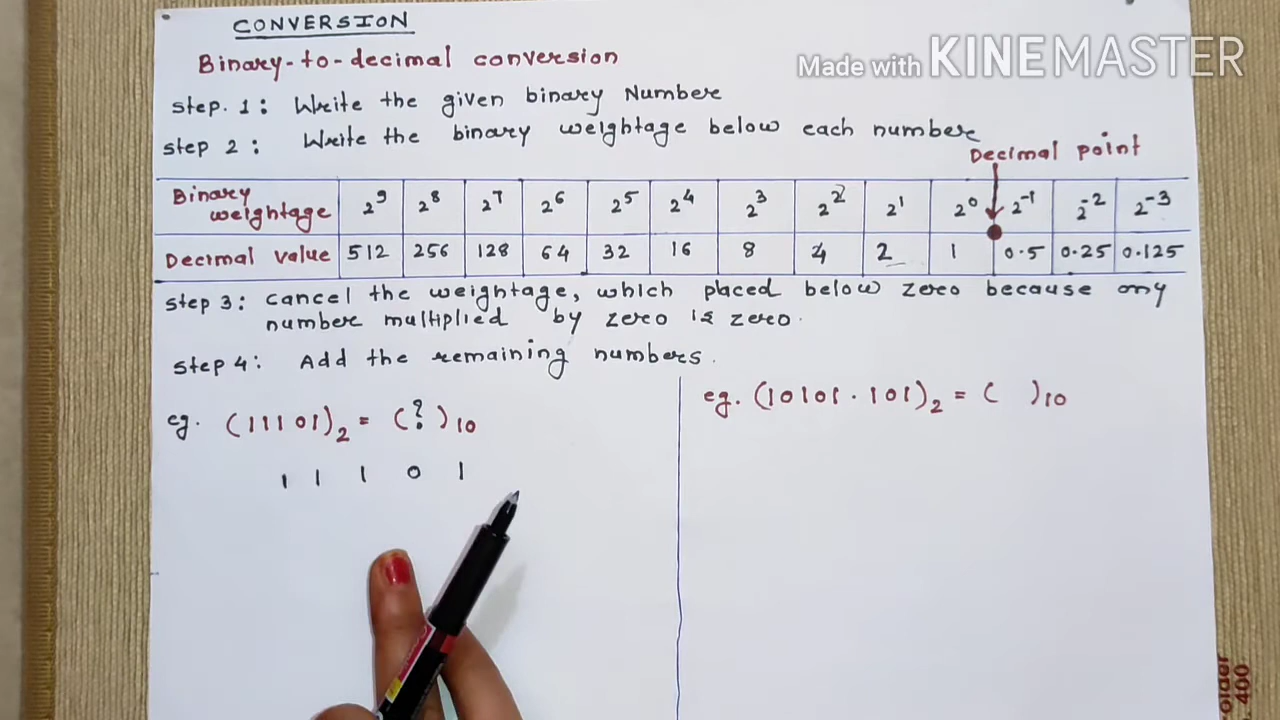 CONVERSION
Made with KINEMASTER
Binary-to-decimal conversion
Step.1: Write the given binary Number
Step 2: Write the binary weightage below each number
Decimal point
Binary weightage 2⁹ 2⁸ 2⁷ 2⁶ 2⁵ 2⁴ 2³ 2² 2¹ 2⁰ 2⁻¹ 2⁻² 2⁻³
Decimal value 512 256 128 64 32 16 8 4 2 1 0.5 0.25 0.125
Step 3: Cancel the weightage, which placed below zero because any
number multiplied by zero is zero.
Step 4: Add the remaining numbers.
eg. (11101)₂ = (?)₁₀
1 1 1 0 1
eg. (10101.101)₂ = ( )₁₀
order
. 400